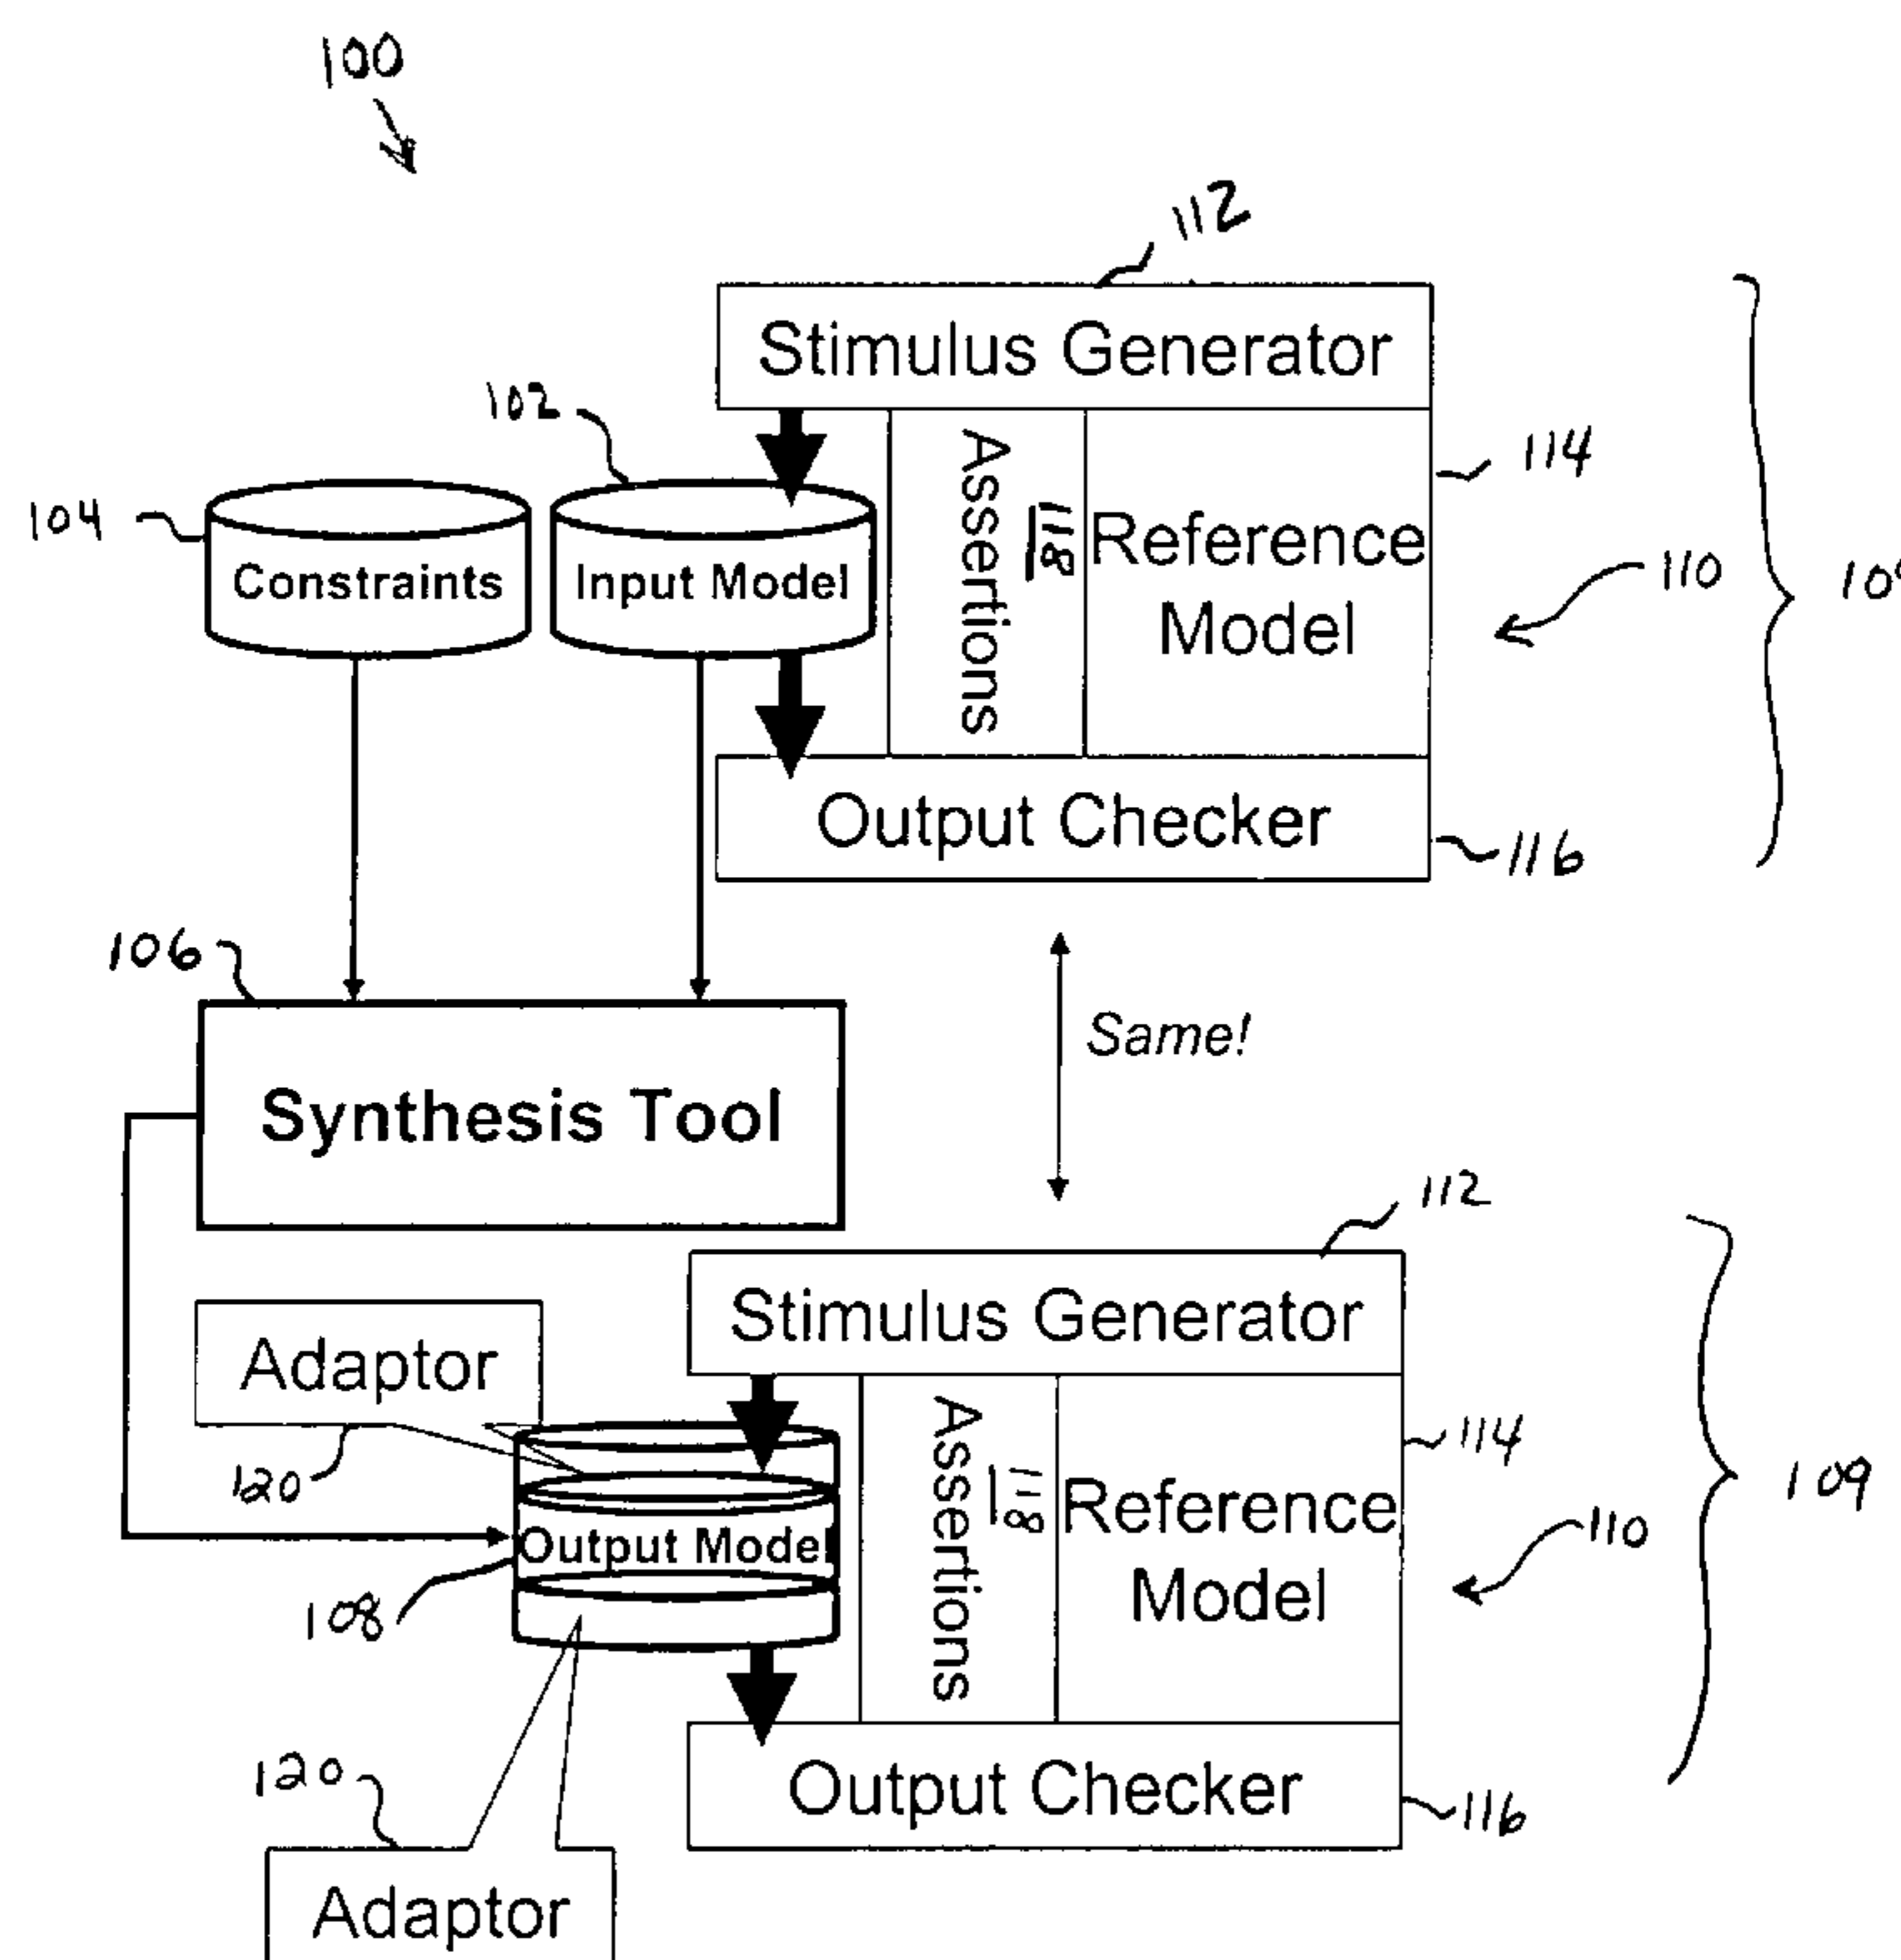 100
112
Stimulus Generator
102
104
114
Constraints
Input Model
Assertions
118
Reference
Model
110
Output Checker
116
106
Same!
Synthesis Tool
112
Stimulus Generator
Adaptor
120
114
Assertions
118
Reference
Model
109
110
Output Model
108
Output Checker
116
120
Adaptor